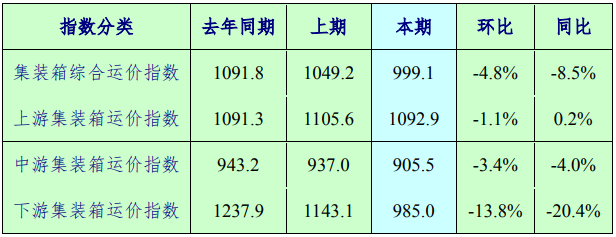 指数分类 去年同期 上期 本期 环比 同比
集装箱综合运价指数 1091.8 1049.2 999.1 -4.8% -8.5%
上游集装箱运价指数 1091.3 1105.6 1092.9 -1.1% 0.2%
中游集装箱运价指数 943.2 937.0 905.5 -3.4% -4.0%
下游集装箱运价指数 1237.9 1143.1 985.0 -13.8% -20.4%